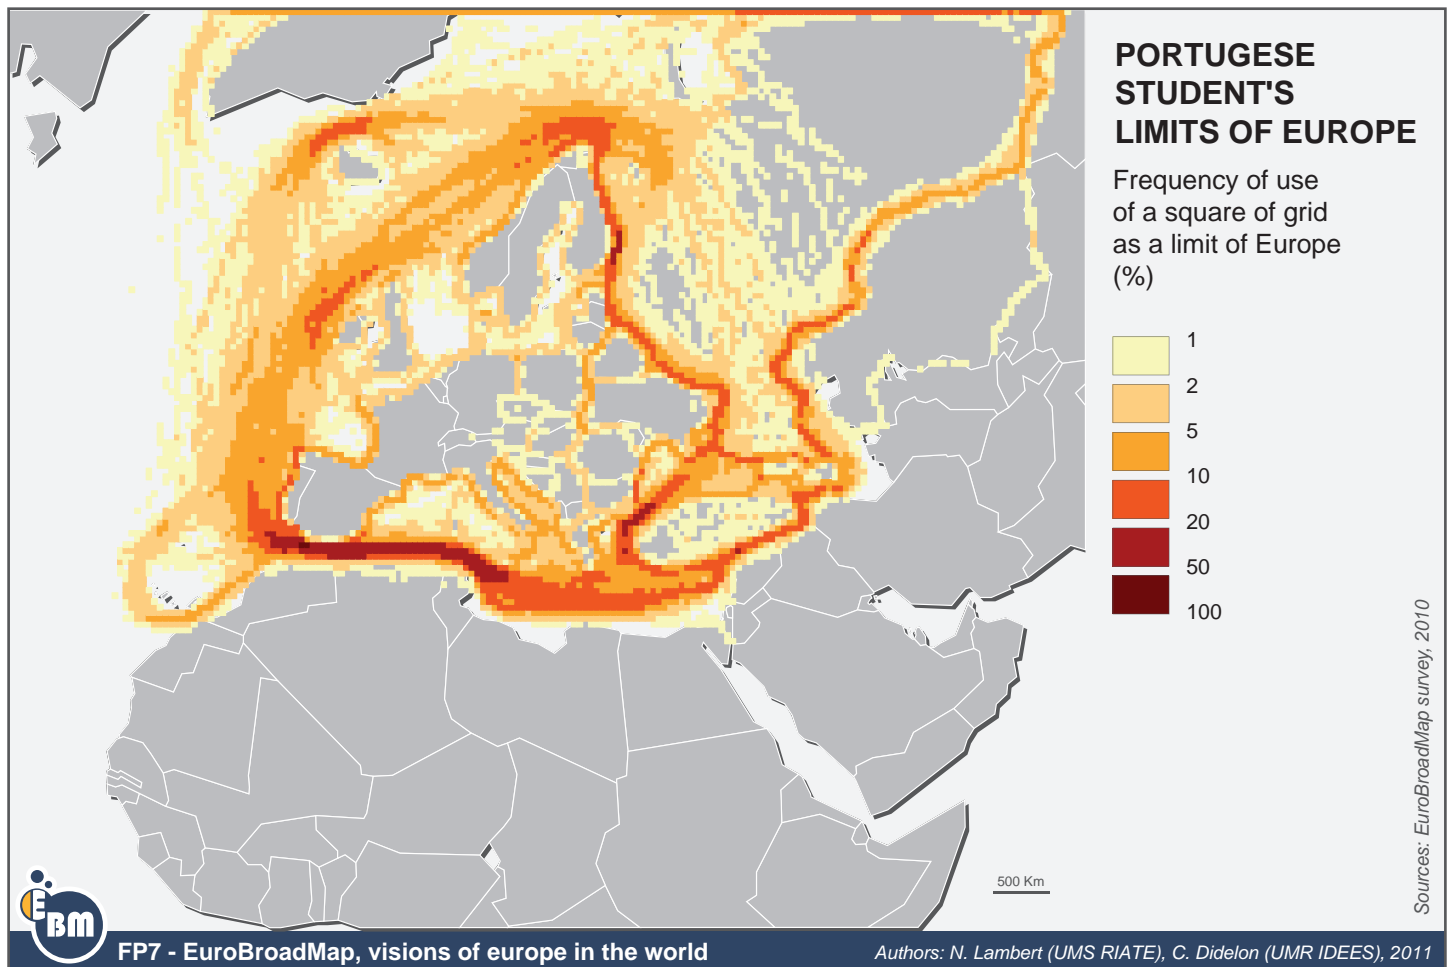 PORTUGESE
STUDENT'S
LIMITS OF EUROPE
Frequency of use
of a square of grid
as a limit of Europe
(%)
1
2
5
10
20
50
100
Sources: EuroBroadMap survey, 2010
500 Km
E
BM
FP7 - EuroBroadMap, visions of europe in the world
Authors: N. Lambert (UMS RIATE), C. Didelon (UMR IDEES), 2011